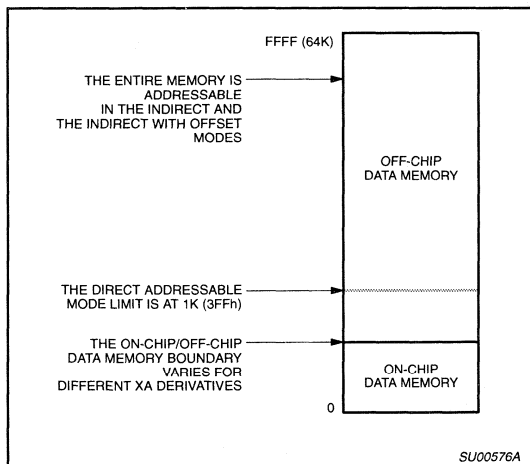 FFFF (64K)
THE ENTIRE MEMORY IS
ADDRESSABLE
IN THE INDIRECT AND
THE INDIRECT WITH OFFSET
MODES
OFF-CHIP
DATA MEMORY
THE DIRECT ADDRESSABLE
MODE LIMIT IS AT 1K (3FFh)
THE ON-CHIP/OFF-CHIP
DATA MEMORY BOUNDARY
VARIES FOR
DIFFERENT XA DERIVATIVES
ON-CHIP
DATA MEMORY
0
SU00576A